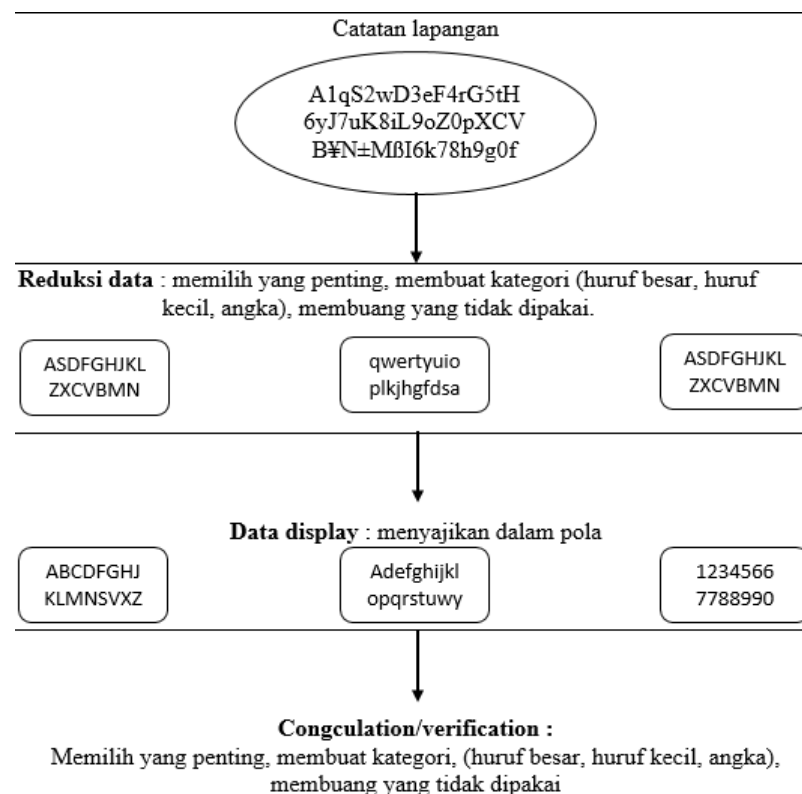 Catatan lapangan
A1qS2wD3eF4rG5tH
6yJ7uK8iL9oZ0pXCV
B¥N±MßI6k78h9g0f
Reduksi data : memilih yang penting, membuat kategori (huruf besar, huruf
kecil, angka), membuang yang tidak dipakai.
ASDFGHJKL
ZXCVBMN
qwertyuio
plkjhgfdsa
ASDFGHJKL
ZXCVBMN
Data display : menyajikan dalam pola
ABCDFGHJ
KLMNSVXZ
Adefghijkl
opqrstuwy
1234566
7788990
Congculation/verification :
Memilih yang penting, membuat kategori, (huruf besar, huruf kecil, angka),
membuang yang tidak dipakai